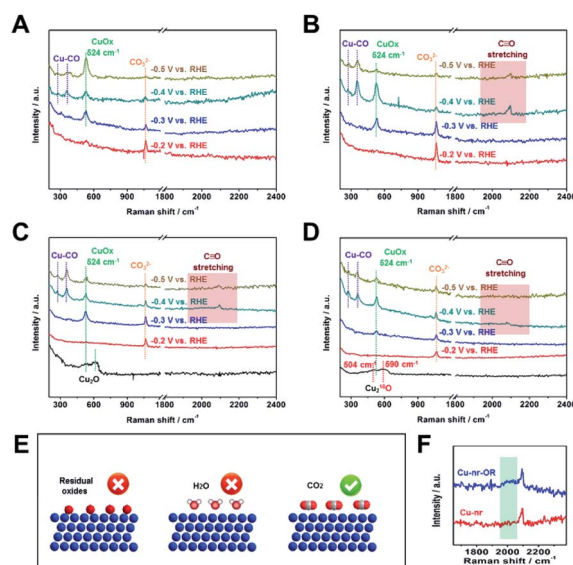 A
CuOx
Cu-CO
524 cm⁻¹
CO₃²⁻
-0.5 V vs. RHE
-0.4 V vs. RHE
-0.3 V vs. RHE
-0.2 V vs. RHE
Intensity / a.u.
300 600 900 1800 2000 2200 2400
Raman shift / cm⁻¹
B
CuOx
Cu-CO
524 cm⁻¹
CO₃²⁻
C≡O
stretching
-0.5 V vs. RHE
-0.4 V vs. RHE
-0.3 V vs. RHE
-0.2 V vs. RHE
Intensity / a.u.
300 600 900 1800 2000 2200 2400
Raman shift / cm⁻¹
C
CuOx
Cu-CO
524 cm⁻¹
CO₃²⁻
C≡O
stretching
-0.5 V vs. RHE
-0.4 V vs. RHE
-0.3 V vs. RHE
-0.2 V vs. RHE
Cu₂O
Intensity / a.u.
300 600 900 1800 2000 2200 2400
Raman shift / cm⁻¹
D
CuOx
Cu-CO
524 cm⁻¹
CO₃²⁻
C≡O
stretching
-0.5 V vs. RHE
-0.4 V vs. RHE
-0.3 V vs. RHE
-0.2 V vs. RHE
504 cm⁻¹ 590 cm⁻¹
Cu₂¹⁸O
Intensity / a.u.
300 600 900 1800 2000 2200 2400
Raman shift / cm⁻¹
E
Residual
oxides
H2O
CO₂
F
Cu-nr-OR
Cu-nr
Intensity / a.u.
1800 2000 2200
Raman shift / cm⁻¹